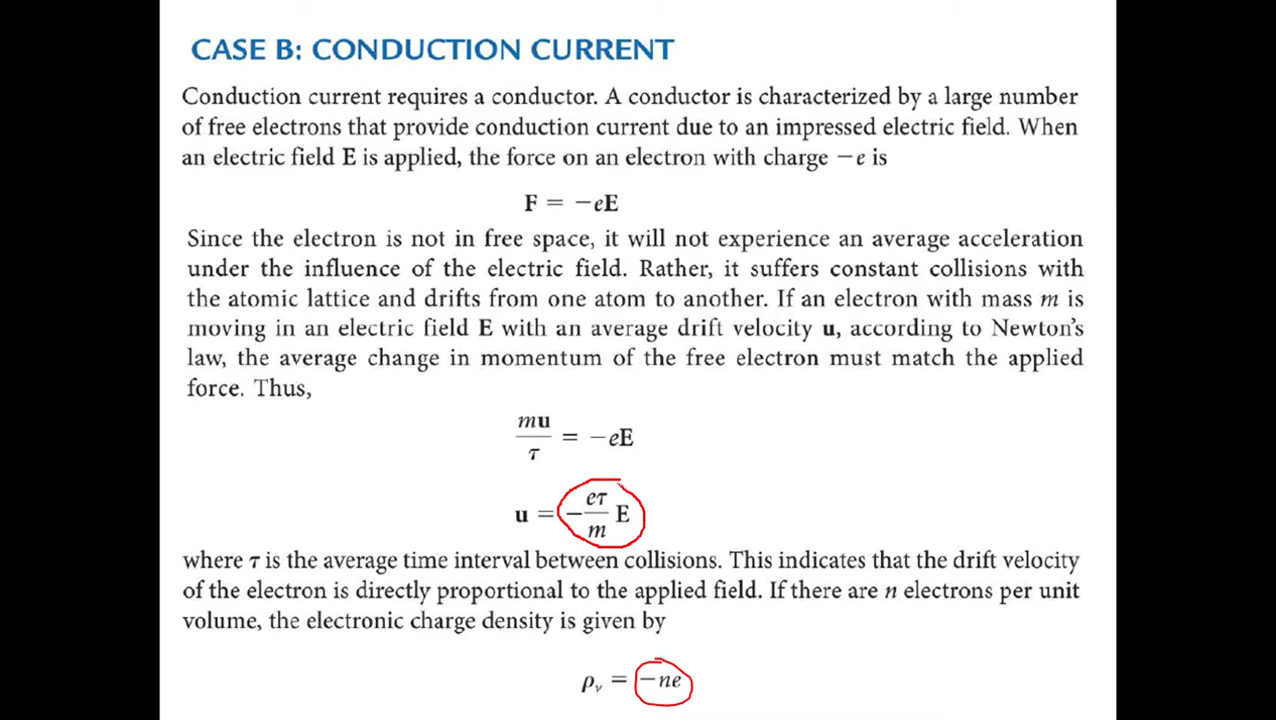 CASE B: CONDUCTION CURRENT
Conduction current requires a conductor. A conductor is characterized by a large number
of free electrons that provide conduction current due to an impressed electric field. When
an electric field E is applied, the force on an electron with charge −e is
F = −eE
Since the electron is not in free space, it will not experience an average acceleration
under the influence of the electric field. Rather, it suffers constant collisions with
the atomic lattice and drifts from one atom to another. If an electron with mass m is
moving in an electric field E with an average drift velocity u, according to Newton's
law, the average change in momentum of the free electron must match the applied
force. Thus,
mu/τ = −eE
u = −eτ/m E
where τ is the average time interval between collisions. This indicates that the drift velocity
of the electron is directly proportional to the applied field. If there are n electrons per unit
volume, the electronic charge density is given by
ρᵥ = −ne